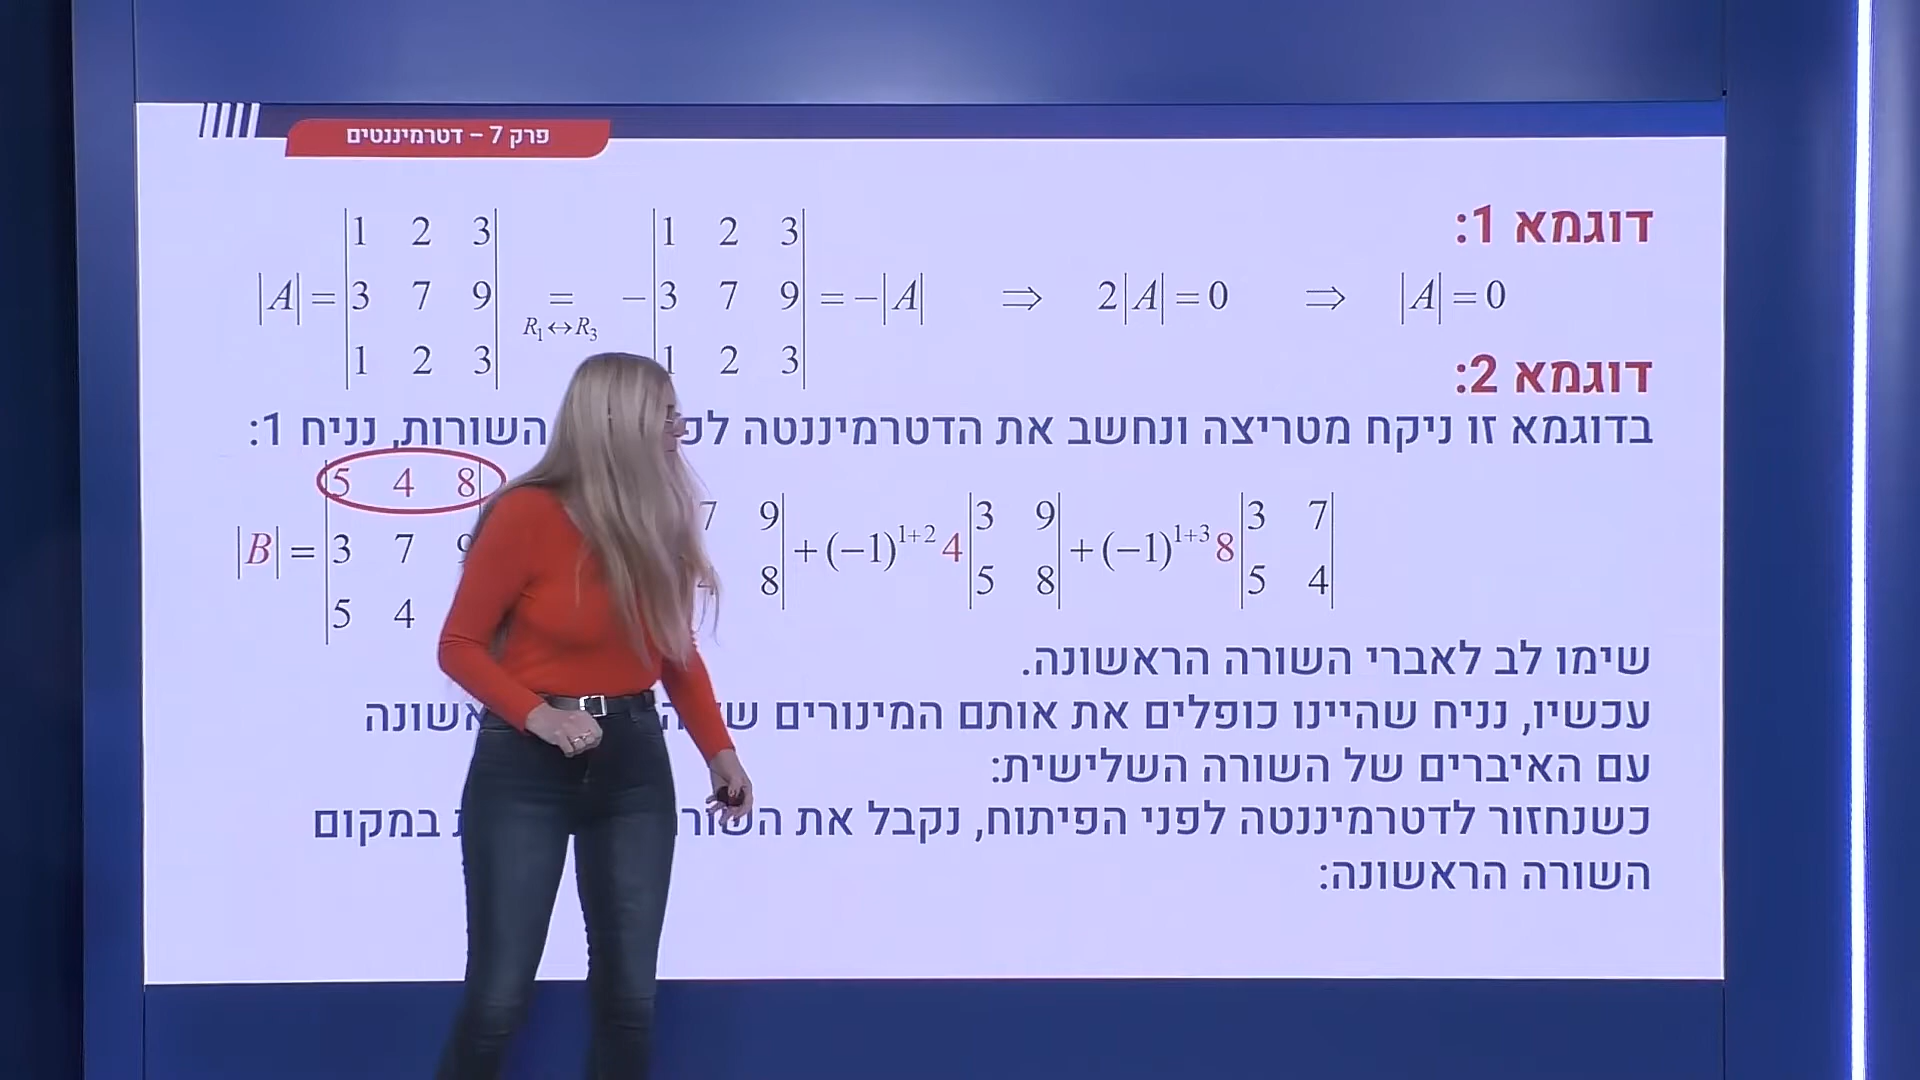 פרק 7 – דטרמיננטים
דוגמא 1:
|A| = |1 2 3; 3 7 9; 1 2 3| = (R₁↔R₃) −|1 2 3; 3 7 9; 1 2 3| = −|A| ⇒ 2|A| = 0 ⇒ |A| = 0
דוגמא 2:
בדוגמא זו ניקח מטריצה ונחשב את הדטרמיננטה השורות, נניח 1:
|B| = |5 4 8; 3 7 9; 5 4 7 9; 8| + (−1)¹⁺² 4 |3 9; 5 8| + (−1)¹⁺³ 8 |3 7; 5 4|
שימו לב לאברי השורה הראשונה.
עכשיו, נניח שהיינו כופלים את אותם המינורים
עם האיברים של השורה השלישית:
כשנחזור לדטרמיננטה לפני הפיתוח, נקבל את במקום
השורה הראשונה: